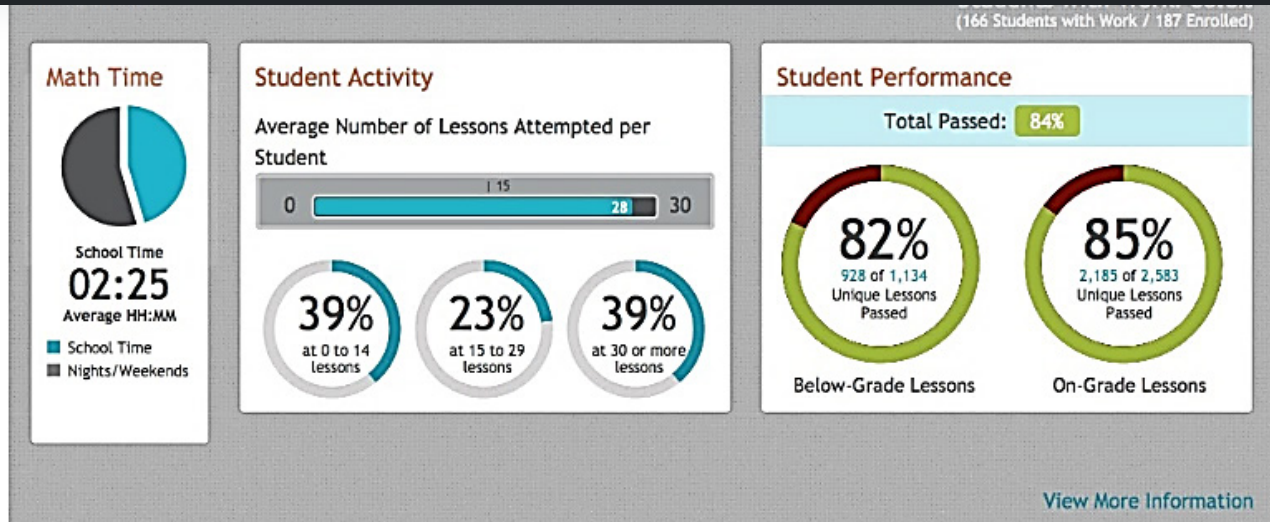 (166 Students with Work / 187 Enrolled)
Math Time
School Time
02:25
Average HH:MM
School Time
Nights/Weekends
Student Activity
Average Number of Lessons Attempted per
Student
| 15
0
28
30
39%
at 0 to 14
lessons
23%
at 15 to 29
lessons
39%
at 30 or more
lessons
Student Performance
Total Passed: 84%
82%
928 of 1,134
Unique Lessons
Passed
Below-Grade Lessons
85%
2,185 of 2,583
Unique Lessons
Passed
On-Grade Lessons
View More Information